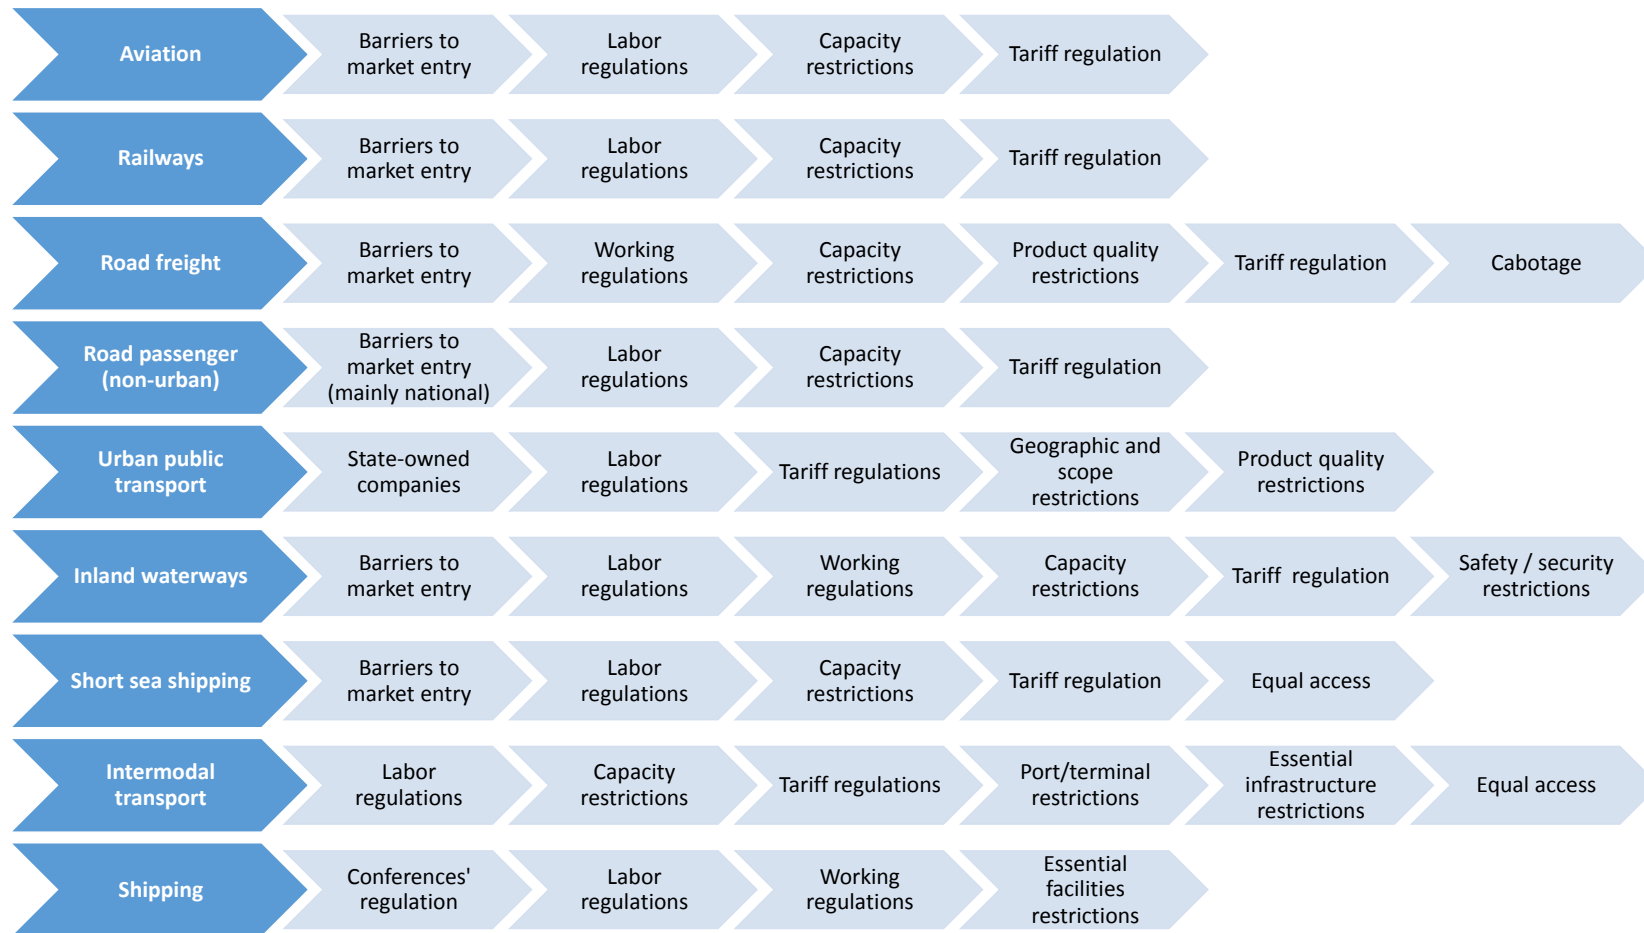 Aviation
Barriers to
market entry
Labor
regulations
Capacity
restrictions
Tariff regulation
Railways
Barriers to
market entry
Labor
regulations
Capacity
restrictions
Tariff regulation
Road freight
Barriers to
market entry
Working
regulations
Capacity
restrictions
Product quality
restrictions
Tariff regulation
Cabotage
Road passenger
(non-urban)
Barriers to
market entry
(mainly national)
Labor
regulations
Capacity
restrictions
Tariff regulation
Urban public
transport
State-owned
companies
Labor
regulations
Tariff regulations
Geographic and
scope
restrictions
Product quality
restrictions
Inland waterways
Barriers to
market entry
Labor
regulations
Working
regulations
Capacity
restrictions
Tariff regulation
Safety / security
restrictions
Short sea shipping
Barriers to
market entry
Labor
regulations
Capacity
restrictions
Tariff regulation
Equal access
Intermodal
transport
Labor
regulations
Capacity
restrictions
Tariff regulations
Port/terminal
restrictions
Essential
infrastructure
restrictions
Equal access
Shipping
Conferences'
regulation
Labor
regulations
Working
regulations
Essential
facilities
restrictions